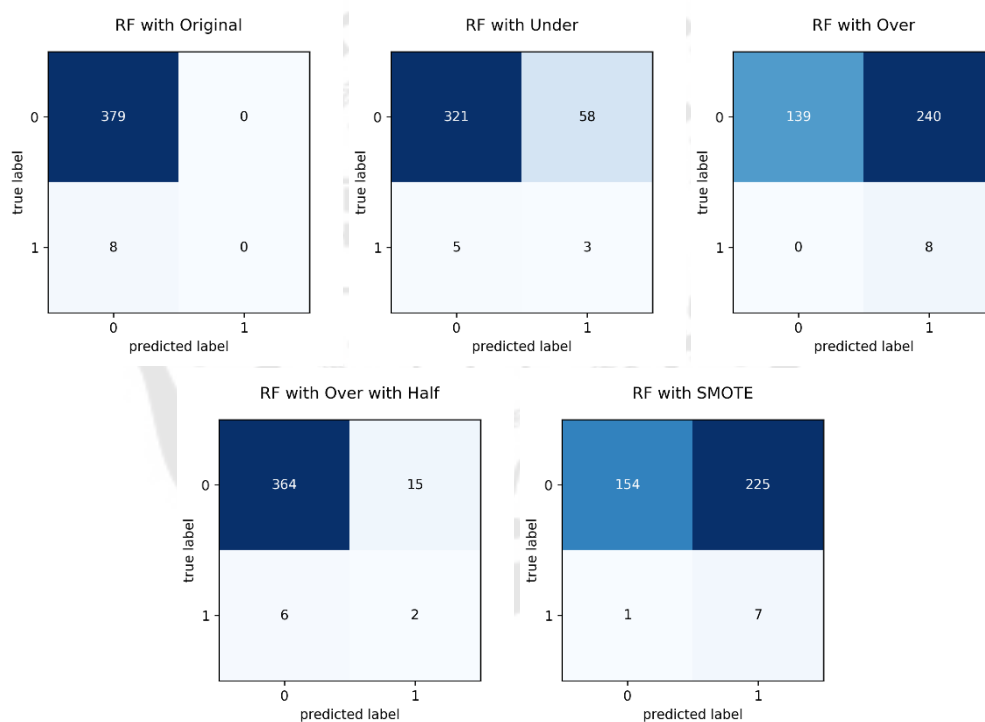 RF with Original
0
379
0
true label
1
8
0
0
1
predicted label
RF with Under
0
321
58
true label
1
5
3
0
1
predicted label
RF with Over
0
139
240
true label
1
0
8
0
1
predicted label
RF with Over with Half
0
364
15
true label
1
6
2
0
1
predicted label
RF with SMOTE
0
154
225
true label
1
1
7
0
1
predicted label